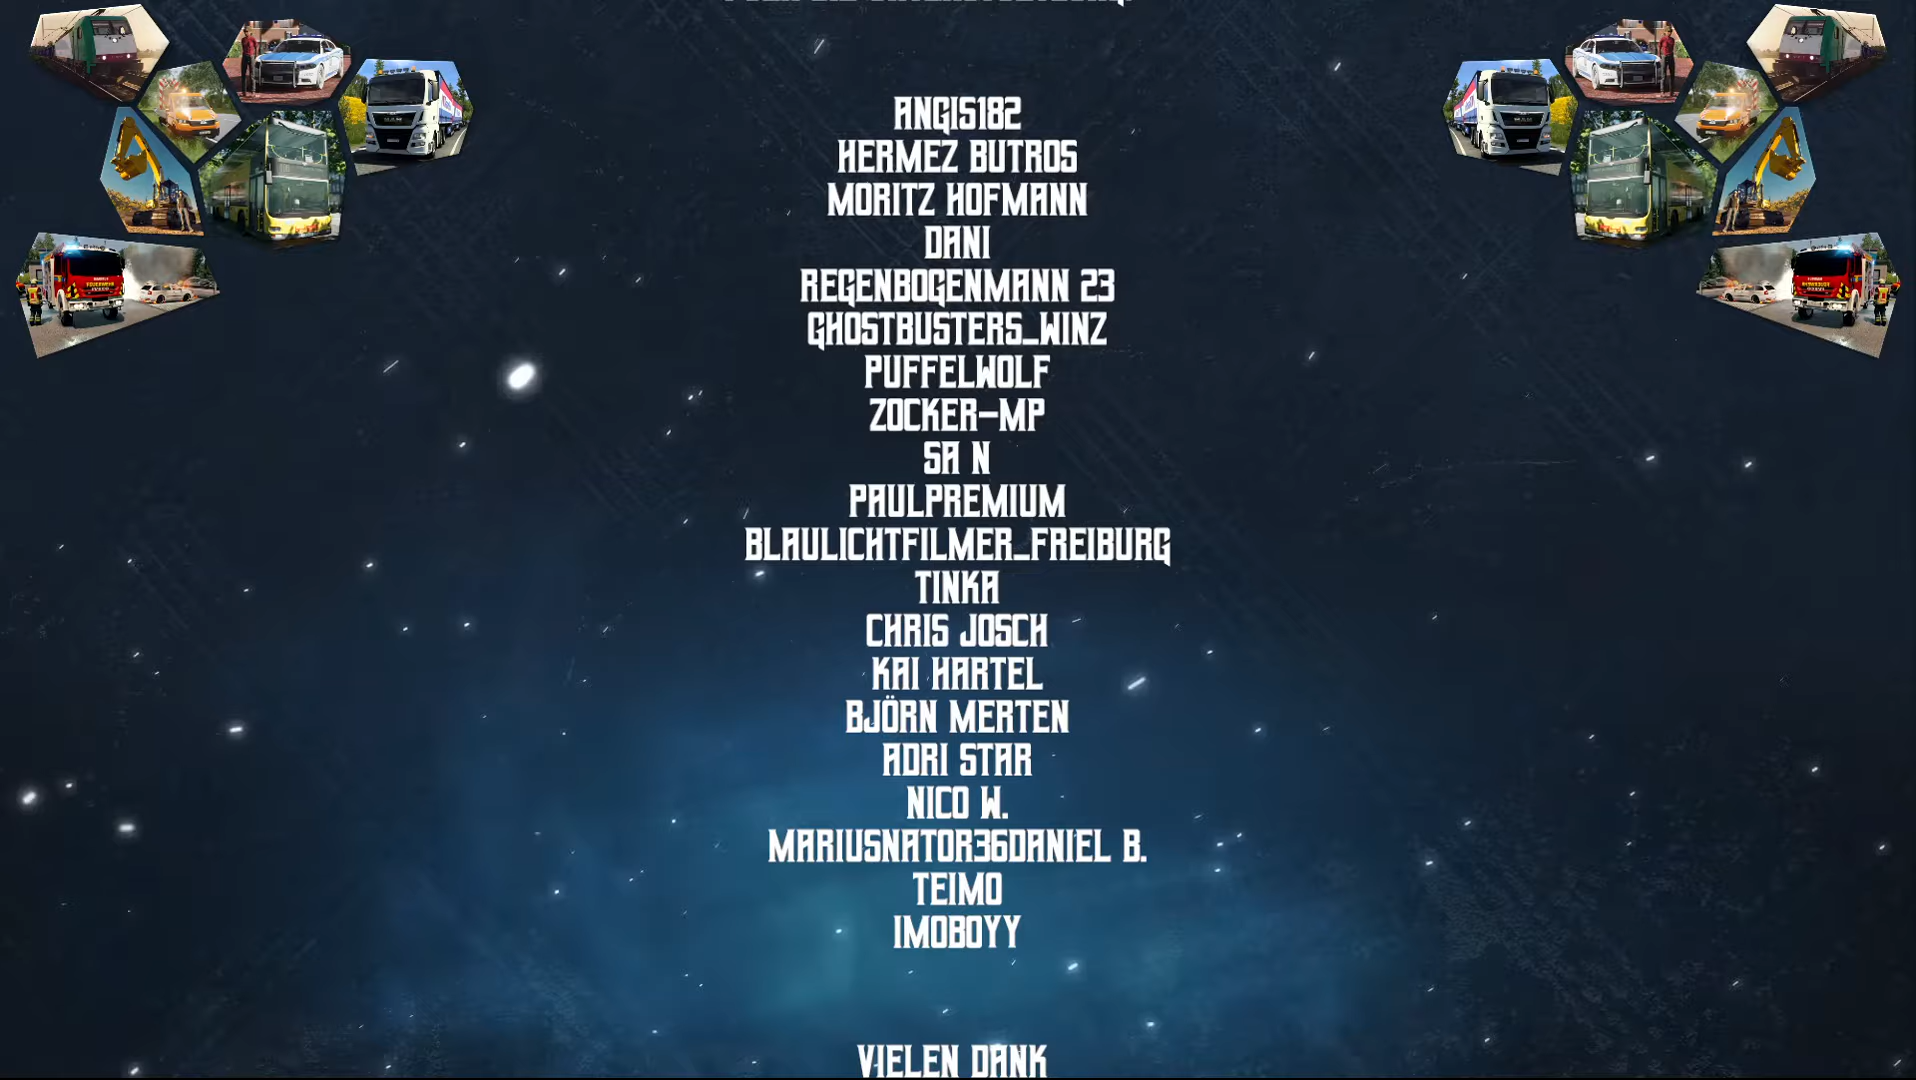 ANGIS182
HERMEZ BUTROS
MORITZ HOFMANN
DANI
REGENBOGENMANN 23
GHOSTBUSTERS_WINZ
PUFFELWOLF
ZOCKER-MP
SA N
PAULPREMIUM
BLAULICHTFILMER_FREIBURG
TINKA
CHRIS JOSCH
KAI HARTEL
BJÖRN MERTEN
ADRI STAR
NICO W.
MARIUSNATOR36DANIEL B.
TEIMO
IMOBOYY
VIELEN DANK